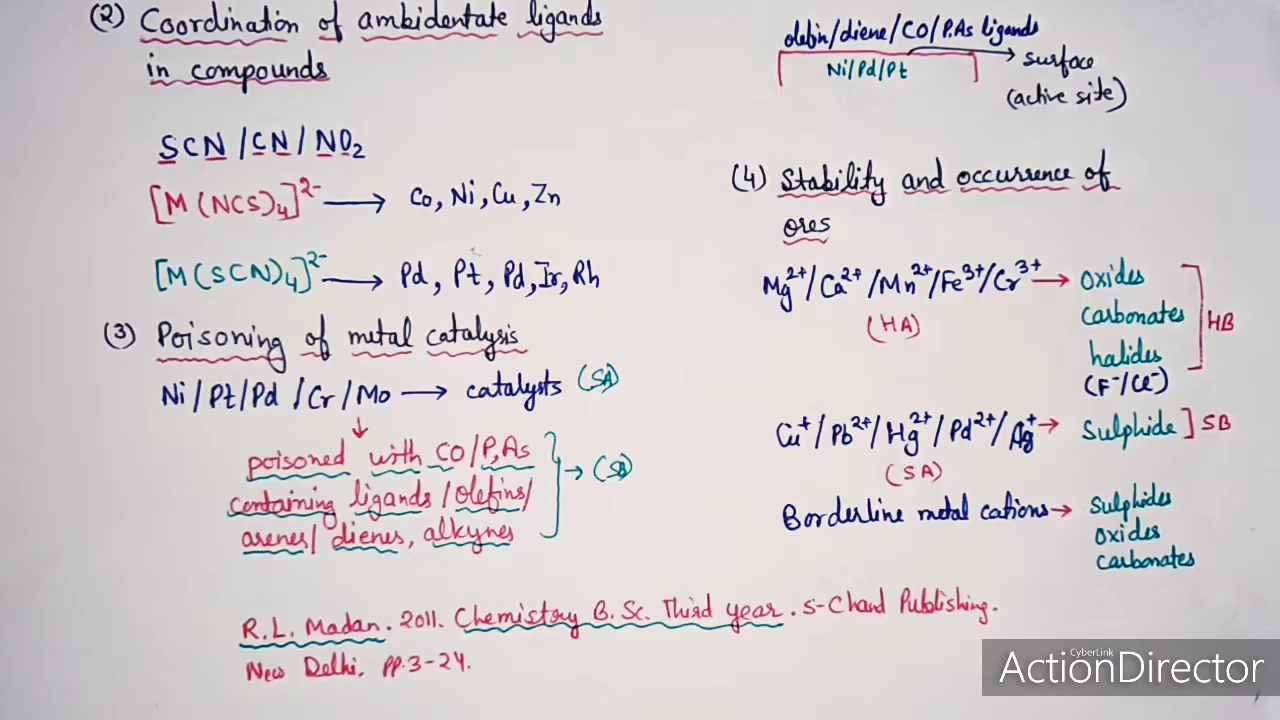 (2) Coordination of ambidentate ligands
in compounds
SCN /CN/ NO₂
[M(NCS)₄]²⁻ → Co, Ni, Cu, Zn
[M(SCN)₄]²⁻ → Pd, Pt, Pd, Ir, Rh
(3) Poisoning of metal catalysis
Ni/Pt/Pd/Cr/Mo → catalysts (SA)
↓
poisoned with CO/P,As
containing ligands/olefins/
arenes/dienes, alkynes
→ (SB)
R.L. Madan. 2011. Chemistry B.Sc. Third year. S-Chand Publishing.
New Delhi, pp.3-24.
olefin/diene/CO/P.As ligands
Ni/Pd/Pt → surface
(active site)
(4) Stability and occurrence of
ores
Mg²⁺/Ca²⁺/Mn²⁺/Fe³⁺/Cr³⁺ → oxides
(HA) carbonates HB
halides
(F⁻/Cl⁻)
Cu⁺/Pb²⁺/Hg²⁺/Pd²⁺/Ag⁺ → Sulphide ] SB
(SA)
Borderline metal cations → Sulphides
oxides
carbonates
CyberLink
ActionDirector